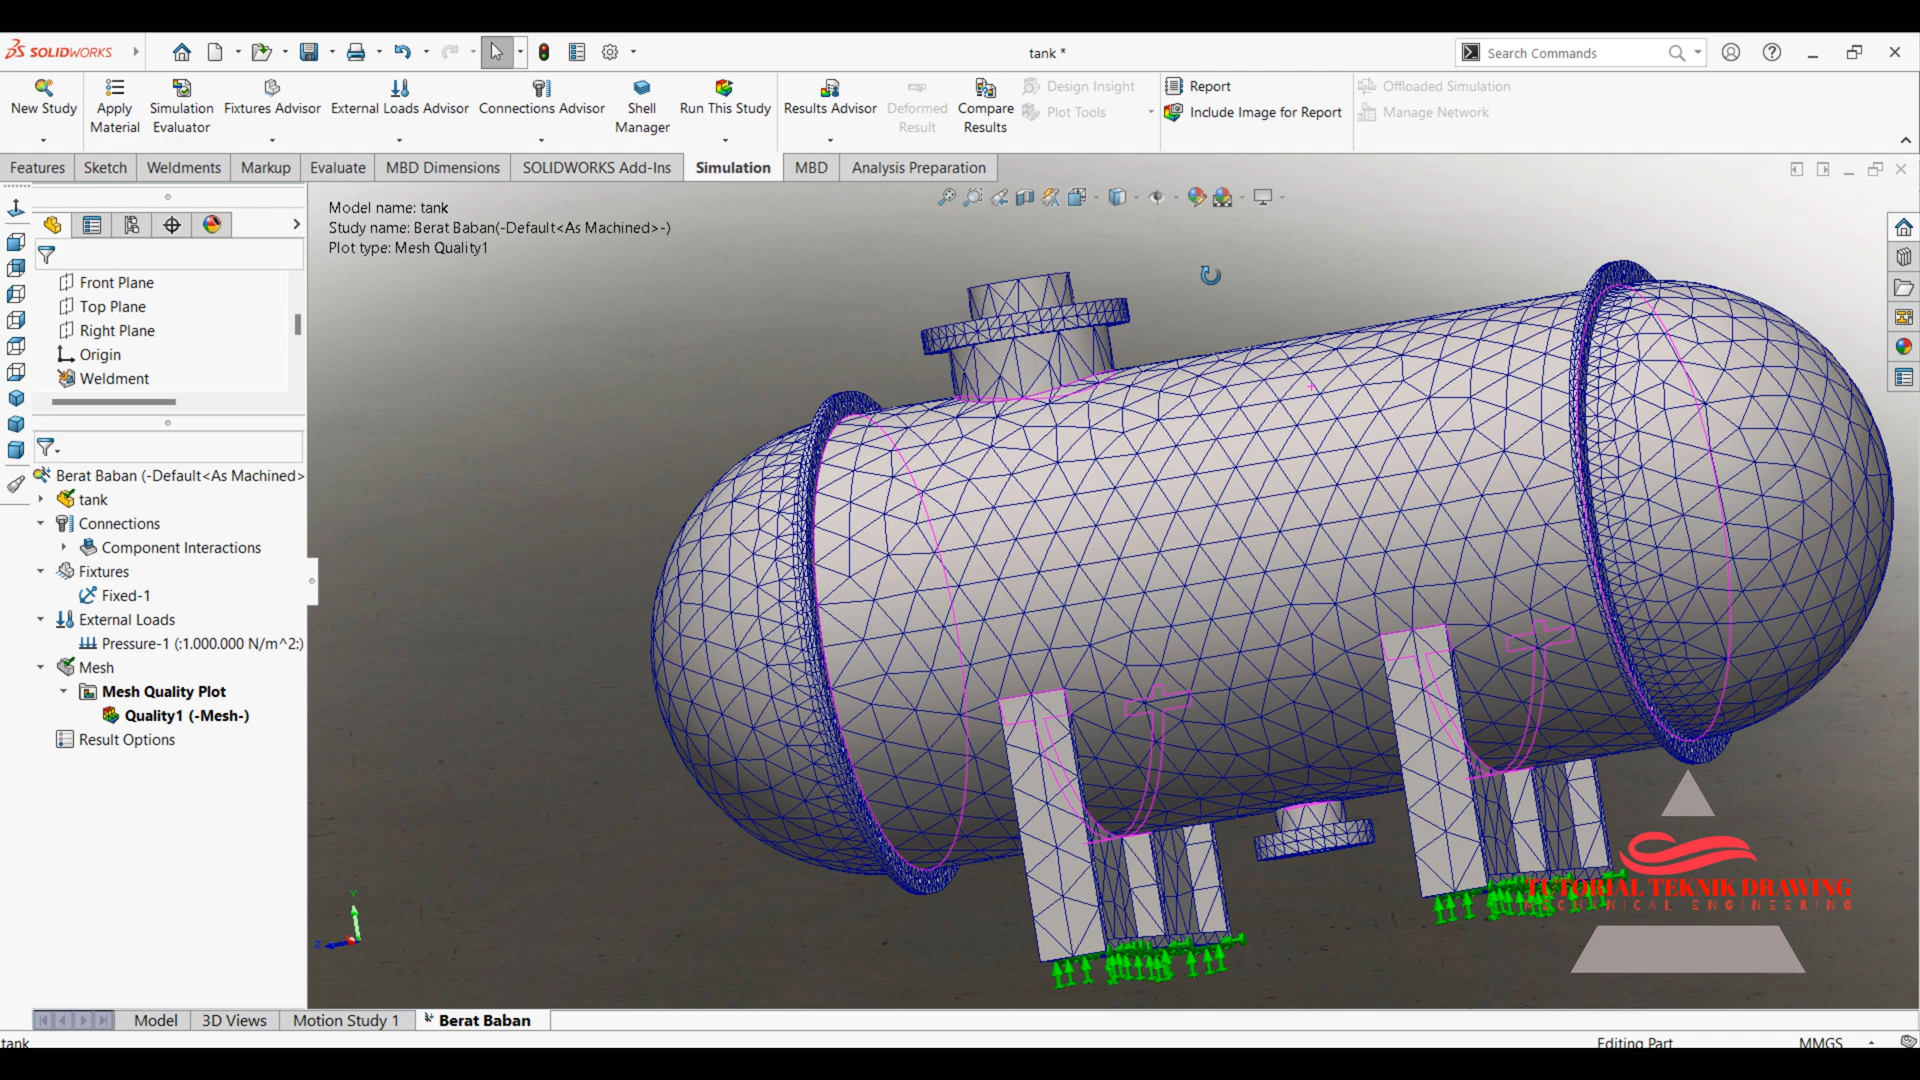 SOLIDWORKS
tank *
Search Commands
New Study
Apply Material
Simulation Evaluator
Fixtures Advisor
External Loads Advisor
Connections Advisor
Shell Manager
Run This Study
Results Advisor
Deformed Result
Compare Results
Design Insight
Plot Tools
Report
Include Image for Report
Offloaded Simulation
Manage Network
Features
Sketch
Weldments
Markup
Evaluate
MBD Dimensions
SOLIDWORKS Add-Ins
Simulation
MBD
Analysis Preparation
Model name: tank
Study name: Berat Baban(-Default<As Machined>-)
Plot type: Mesh Quality1
Front Plane
Top Plane
Right Plane
Origin
Weldment
Berat Baban (-Default<As Machined>
tank
Connections
Component Interactions
Fixtures
Fixed-1
External Loads
Pressure-1 (:1.000.000 N/m^2:)
Mesh
Mesh Quality Plot
Quality1 (-Mesh-)
Result Options
Y
Z
TUTORIAL TEKNIK DRAWING
MECHANICAL ENGINEERING
Model
3D Views
Motion Study 1
Berat Baban
tank
Editing Part
MMGS